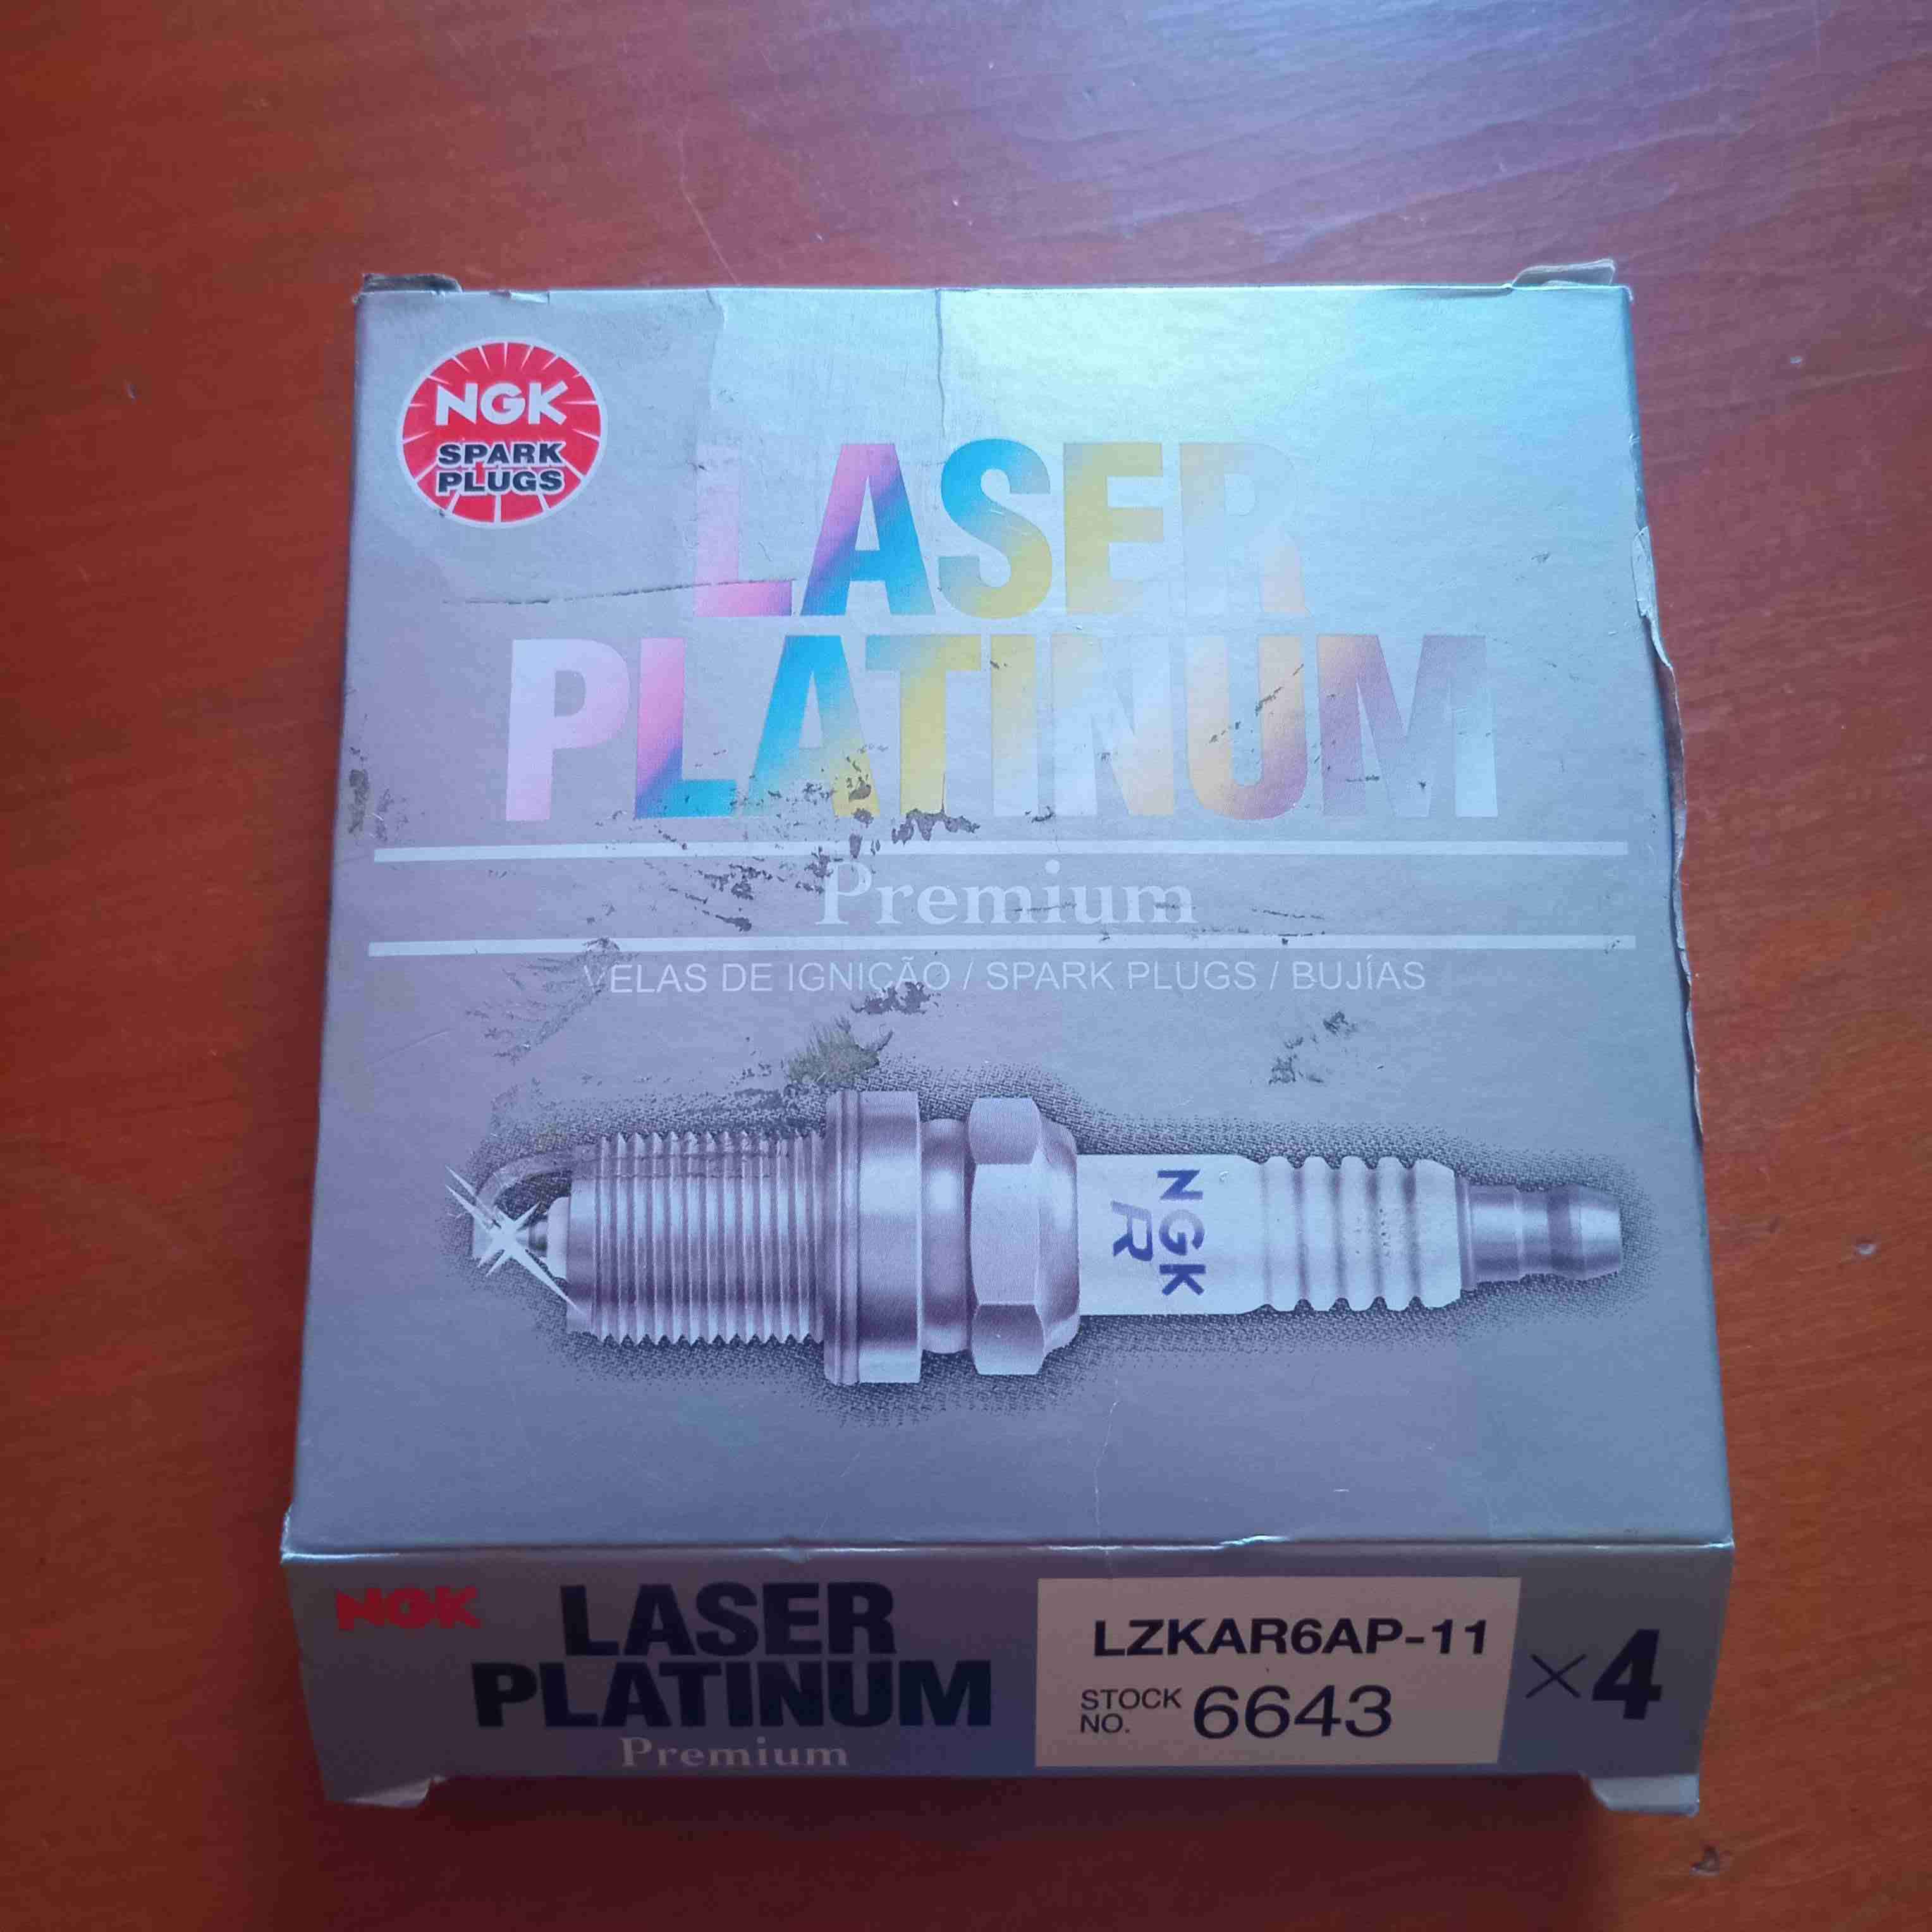 NGK
SPARK
PLUGS
LASER
PLATINUM
Premium
VELAS DE IGNIÇÃO / SPARK PLUGS / BUJÍAS
NGK
R
NGK
LASER
PLATINUM
Premium
LZKAR6AP-11
STOCK
NO. 6643
×4